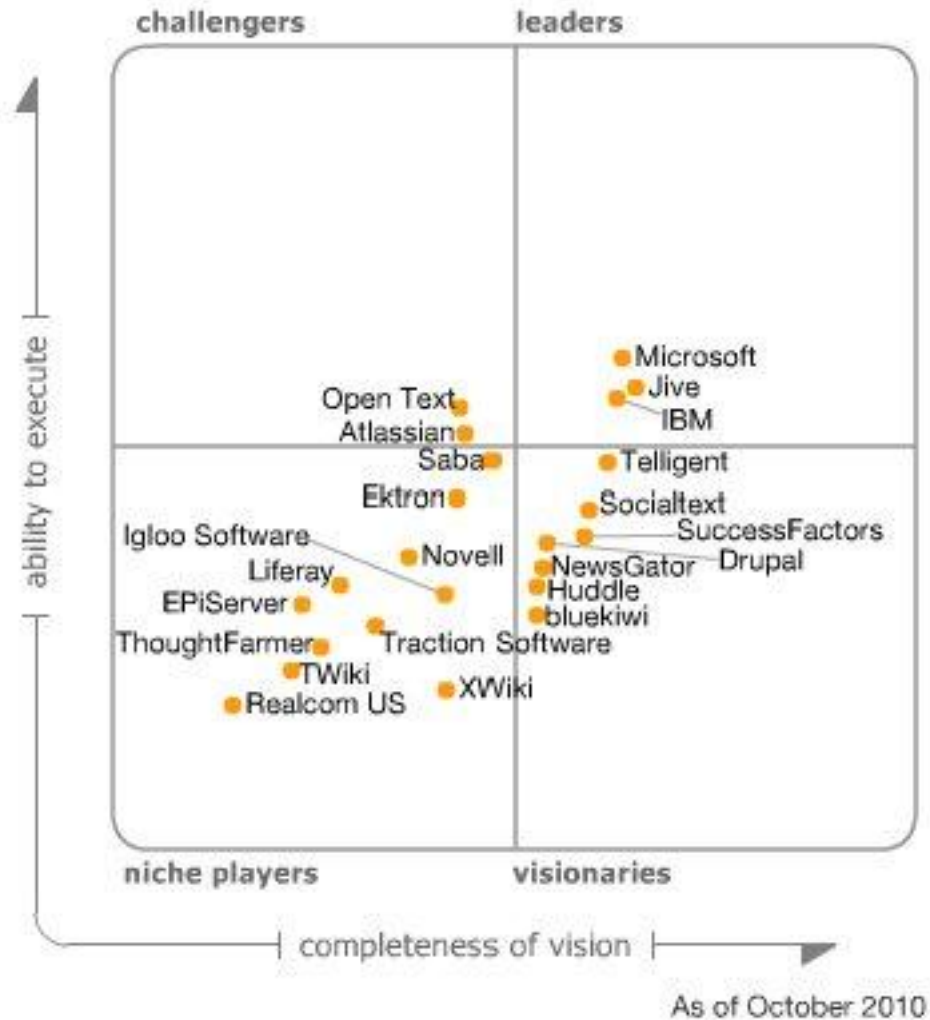 challengers
leaders
ability to execute
Microsoft
Jive
Open Text
IBM
Atlassian
Saba
Telligent
Ektron
Socialtext
SuccessFactors
Igloo Software
Novell
Drupal
NewsGator
Liferay
Huddle
EPiServer
bluekiwi
ThoughtFarmer
Traction Software
TWiki
XWiki
Realcom US
niche players
visionaries
completeness of vision
As of October 2010